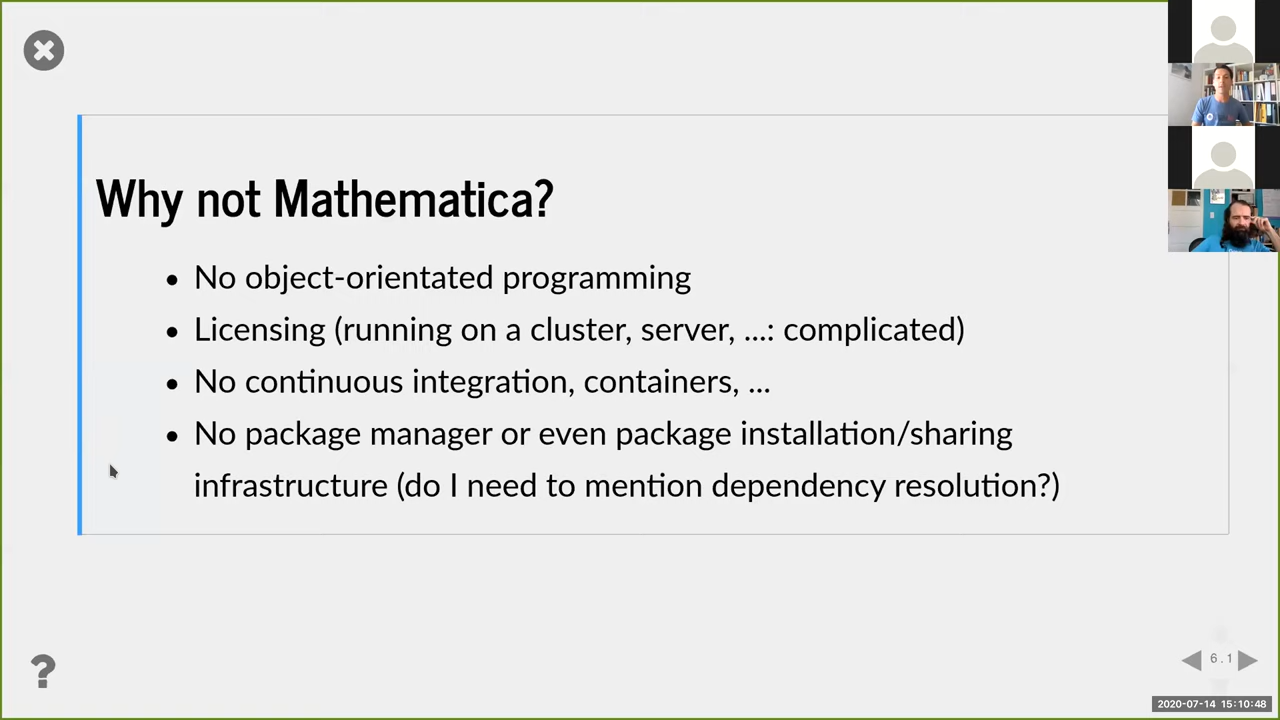 Why not Mathematica?
• No object-orientated programming
• Licensing (running on a cluster, server, ...: complicated)
• No continuous integration, containers, ...
• No package manager or even package installation/sharing
infrastructure (do I need to mention dependency resolution?)
?
6.1
2020-07-14 15:10:48